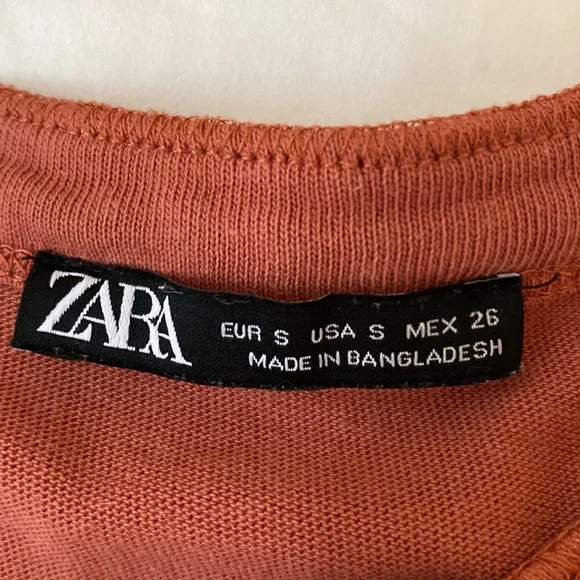 ZARA
EUR S USA S MEX 26
MADE IN BANGLADESH